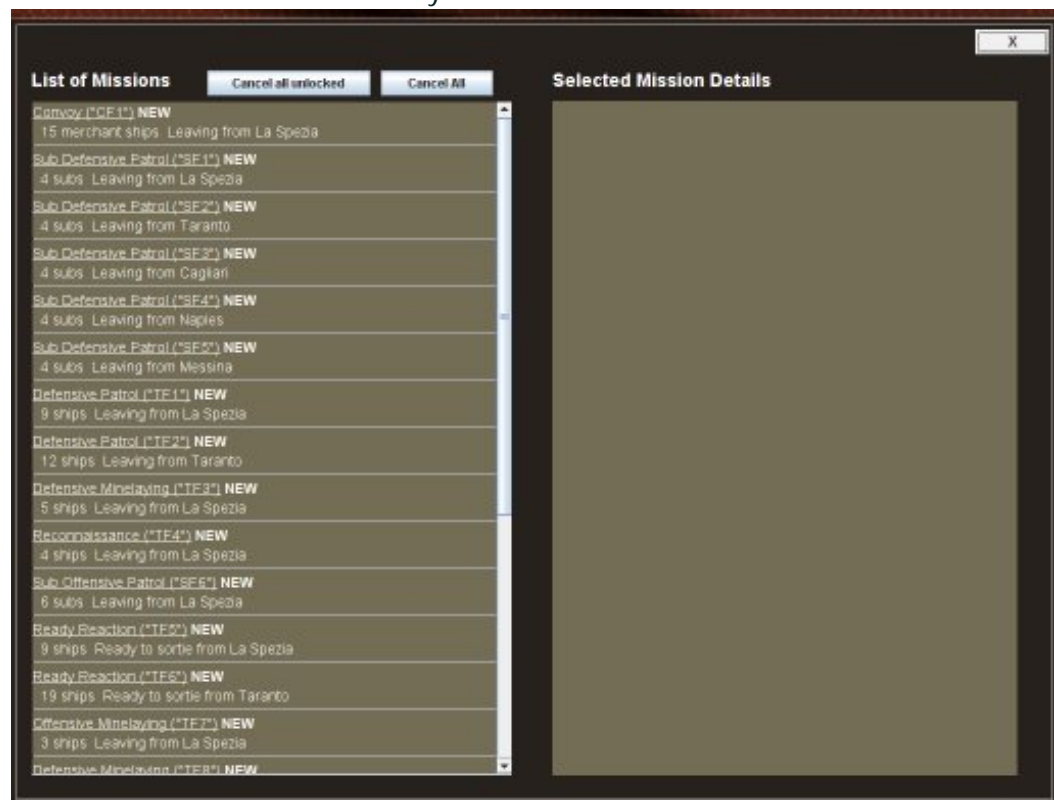 X
List of Missions
Cancel all unlocked
Cancel All
Selected Mission Details
Convoy ("CF1") NEW
15 merchant ships Leaving from La Spezia
Sub Defensive Patrol ("SF1") NEW
4 subs Leaving from La Spezia
Sub Defensive Patrol ("SF2") NEW
4 subs Leaving from Taranto
Sub Defensive Patrol ("SF3") NEW
4 subs Leaving from Cagliari
Sub Defensive Patrol ("SF4") NEW
4 subs Leaving from Naples
Sub Defensive Patrol ("SF5") NEW
4 subs Leaving from Messina
Defensive Patrol ("TF1") NEW
9 ships Leaving from La Spezia
Defensive Patrol ("TF2") NEW
12 ships Leaving from Taranto
Defensive Minelaying ("TF3") NEW
5 ships Leaving from La Spezia
Reconnaissance ("TF4") NEW
4 ships Leaving from La Spezia
Sub Offensive Patrol ("SF6") NEW
6 subs Leaving from La Spezia
Ready Reaction ("TF5") NEW
9 ships Ready to sortie from La Spezia
Ready Reaction ("TF6") NEW
19 ships Ready to sortie from Taranto
Offensive Minelaying ("TF7") NEW
3 ships Leaving from La Spezia
Defensive Minelaying ("TF8") NEW